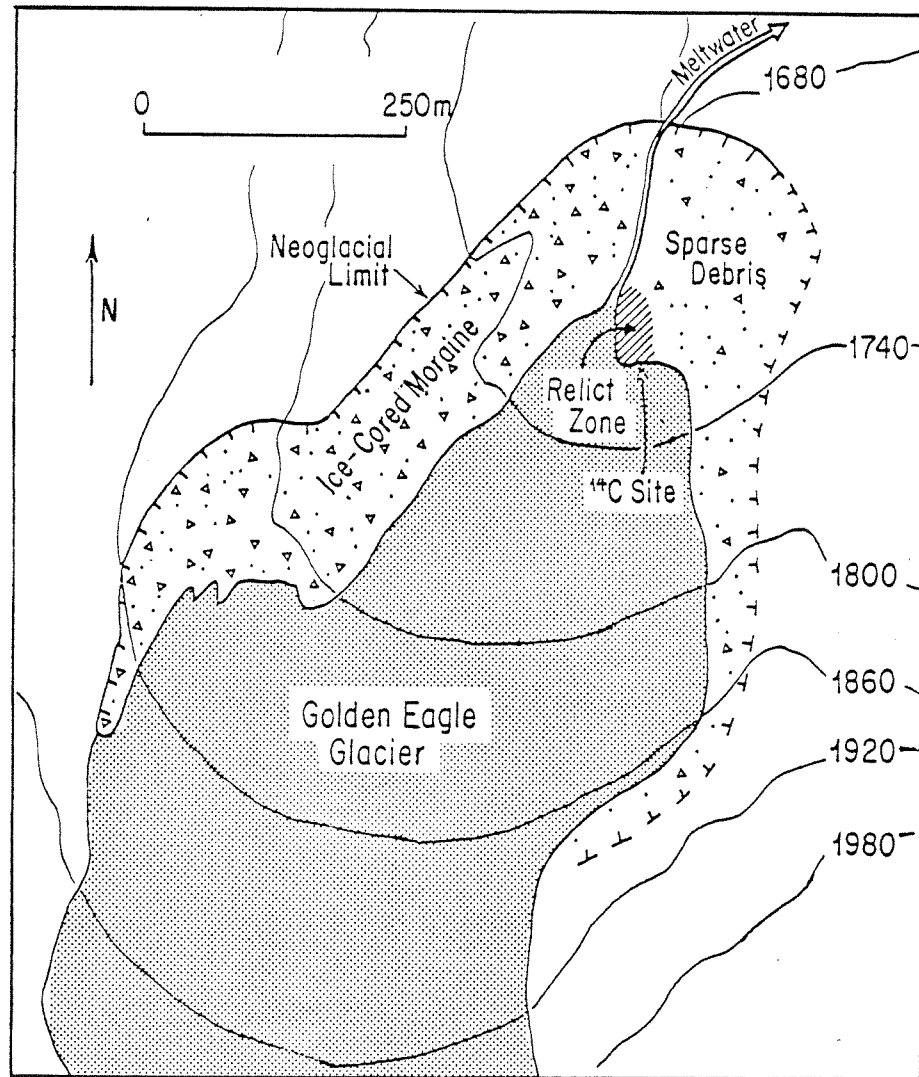 Meltwater
1680
0
250m
Neoglacial
Limit
Sparse
Debris
N
Ice-Cored Moraine
1740
Relict
Zone
¹⁴C Site
1800
1860
Golden Eagle
Glacier
1920
1980